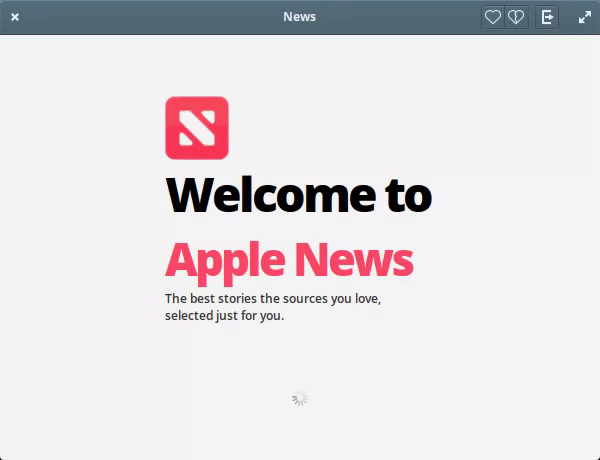 News
Welcome to
Apple News
The best stories the sources you love,
selected just for you.